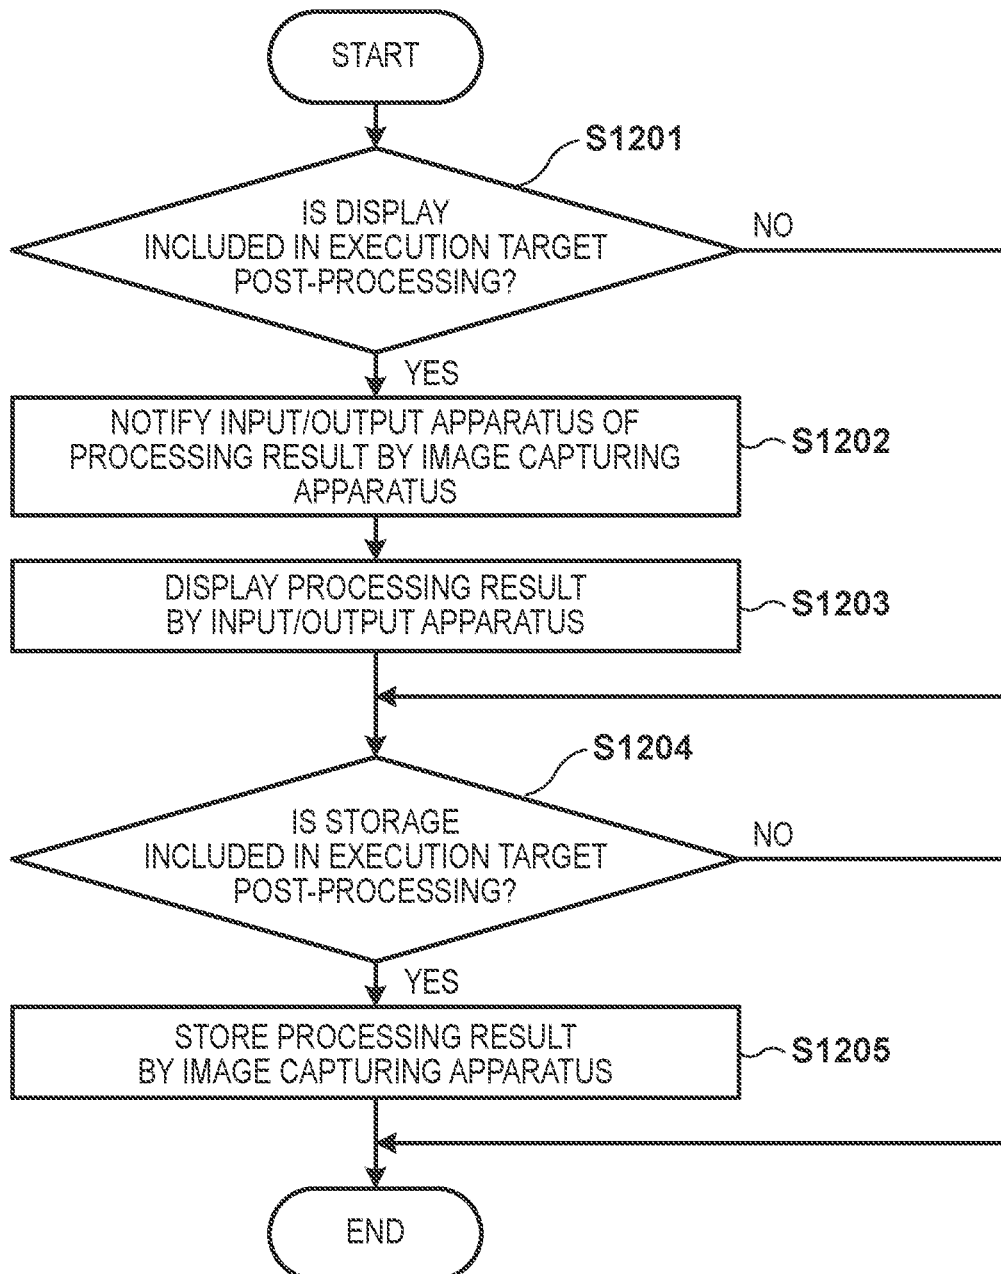 START
S1201
IS DISPLAY
INCLUDED IN EXECUTION TARGET
POST-PROCESSING?
NO
YES
NOTIFY INPUT/OUTPUT APPARATUS OF
PROCESSING RESULT BY IMAGE CAPTURING
APPARATUS
S1202
DISPLAY PROCESSING RESULT
BY INPUT/OUTPUT APPARATUS
S1203
S1204
IS STORAGE
INCLUDED IN EXECUTION TARGET
POST-PROCESSING?
NO
YES
STORE PROCESSING RESULT
BY IMAGE CAPTURING APPARATUS
S1205
END